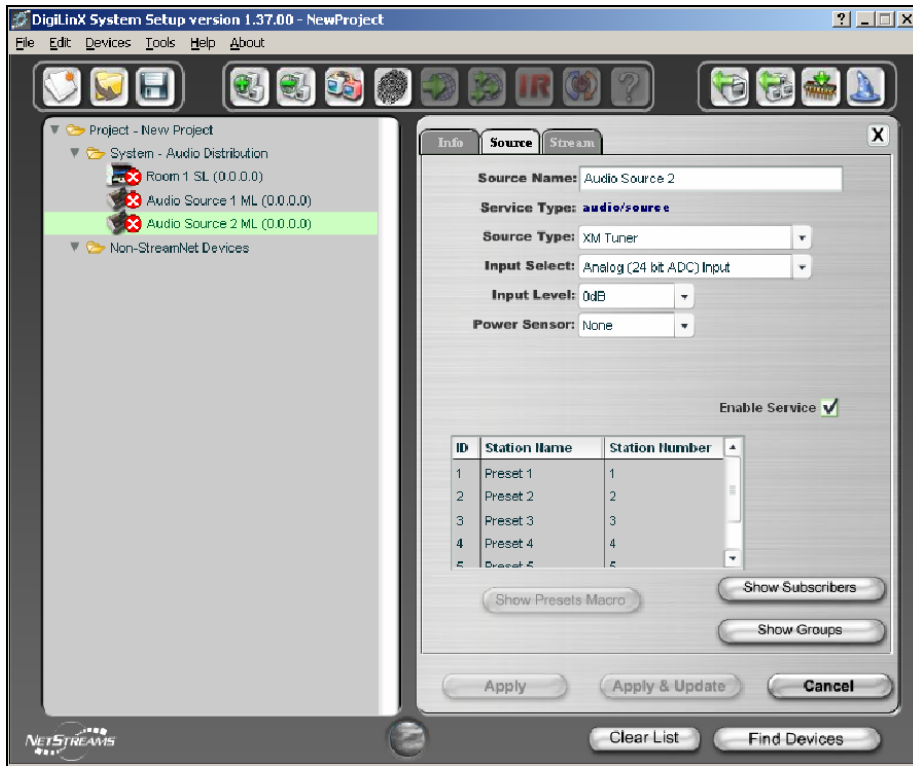 DigiLinX System Setup version 1.37.00 - NewProject
File Edit Devices Tools Help About
IR
Project - New Project
System - Audio Distribution
Room 1 SL (0.0.0.0)
Audio Source 1 ML (0.0.0.0)
Audio Source 2 ML (0.0.0.0)
Non-StreamNet Devices
Info Source Stream X
Source Name: Audio Source 2
Service Type: audio/source
Source Type: XM Tuner
Input Select: Analog (24 bit ADC) Input
Input Level: 0dB
Power Sensor: None
Enable Service
ID Station Name Station Number
1 Preset 1 1
2 Preset 2 2
3 Preset 3 3
4 Preset 4 4
5 Preset 5 5
Show Presets Macro
Show Subscribers
Show Groups
Apply Apply & Update Cancel
NETSTREAMS
Clear List Find Devices